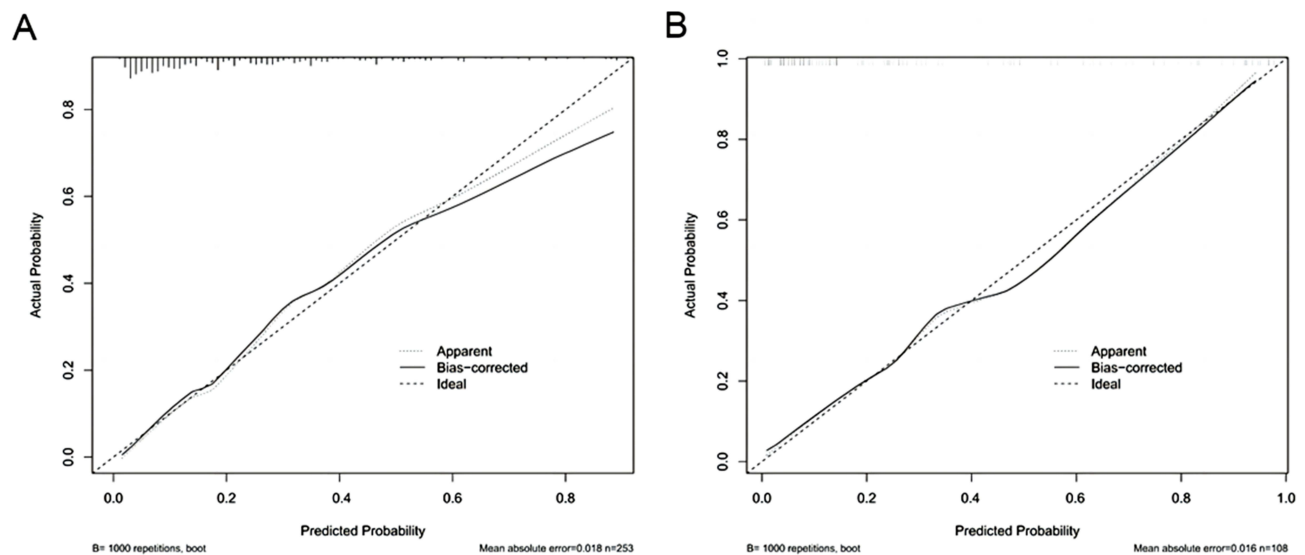 A
Actual Probability
0.8
0.6
0.4
0.2
0.0
Apparent
Bias-corrected
Ideal
0.0 0.2 0.4 0.6 0.8
Predicted Probability
B= 1000 repetitions, boot
Mean absolute error=0.018 n=253
B
Actual Probability
1.0
0.8
0.6
0.4
0.2
0.0
Apparent
Bias-corrected
Ideal
0.0 0.2 0.4 0.6 0.8 1.0
Predicted Probability
B= 1000 repetitions, boot
Mean absolute error=0.016 n=108